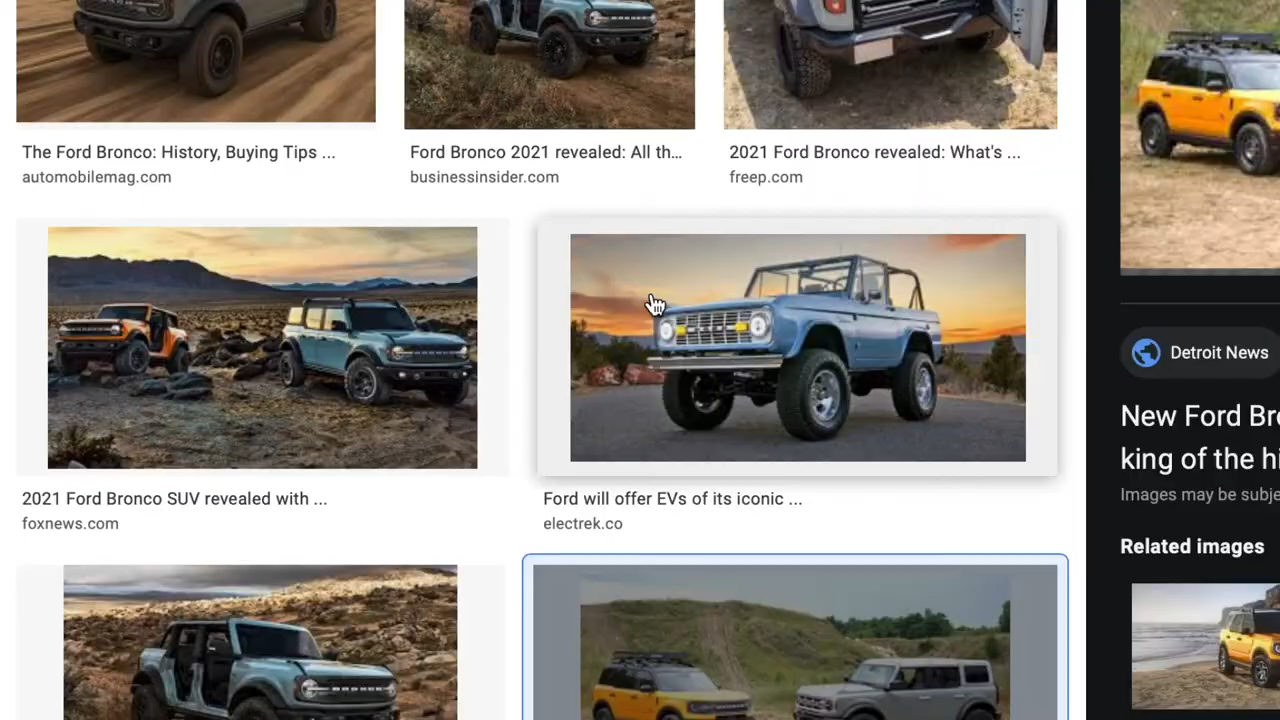 The Ford Bronco: History, Buying Tips ...
automobilemag.com
Ford Bronco 2021 revealed: All th...
businessinsider.com
2021 Ford Bronco revealed: What's ...
freep.com
2021 Ford Bronco SUV revealed with ...
foxnews.com
Ford will offer EVs of its iconic ...
electrek.co
Detroit News
New Ford Br
king of the hi
Images may be subje
Related images